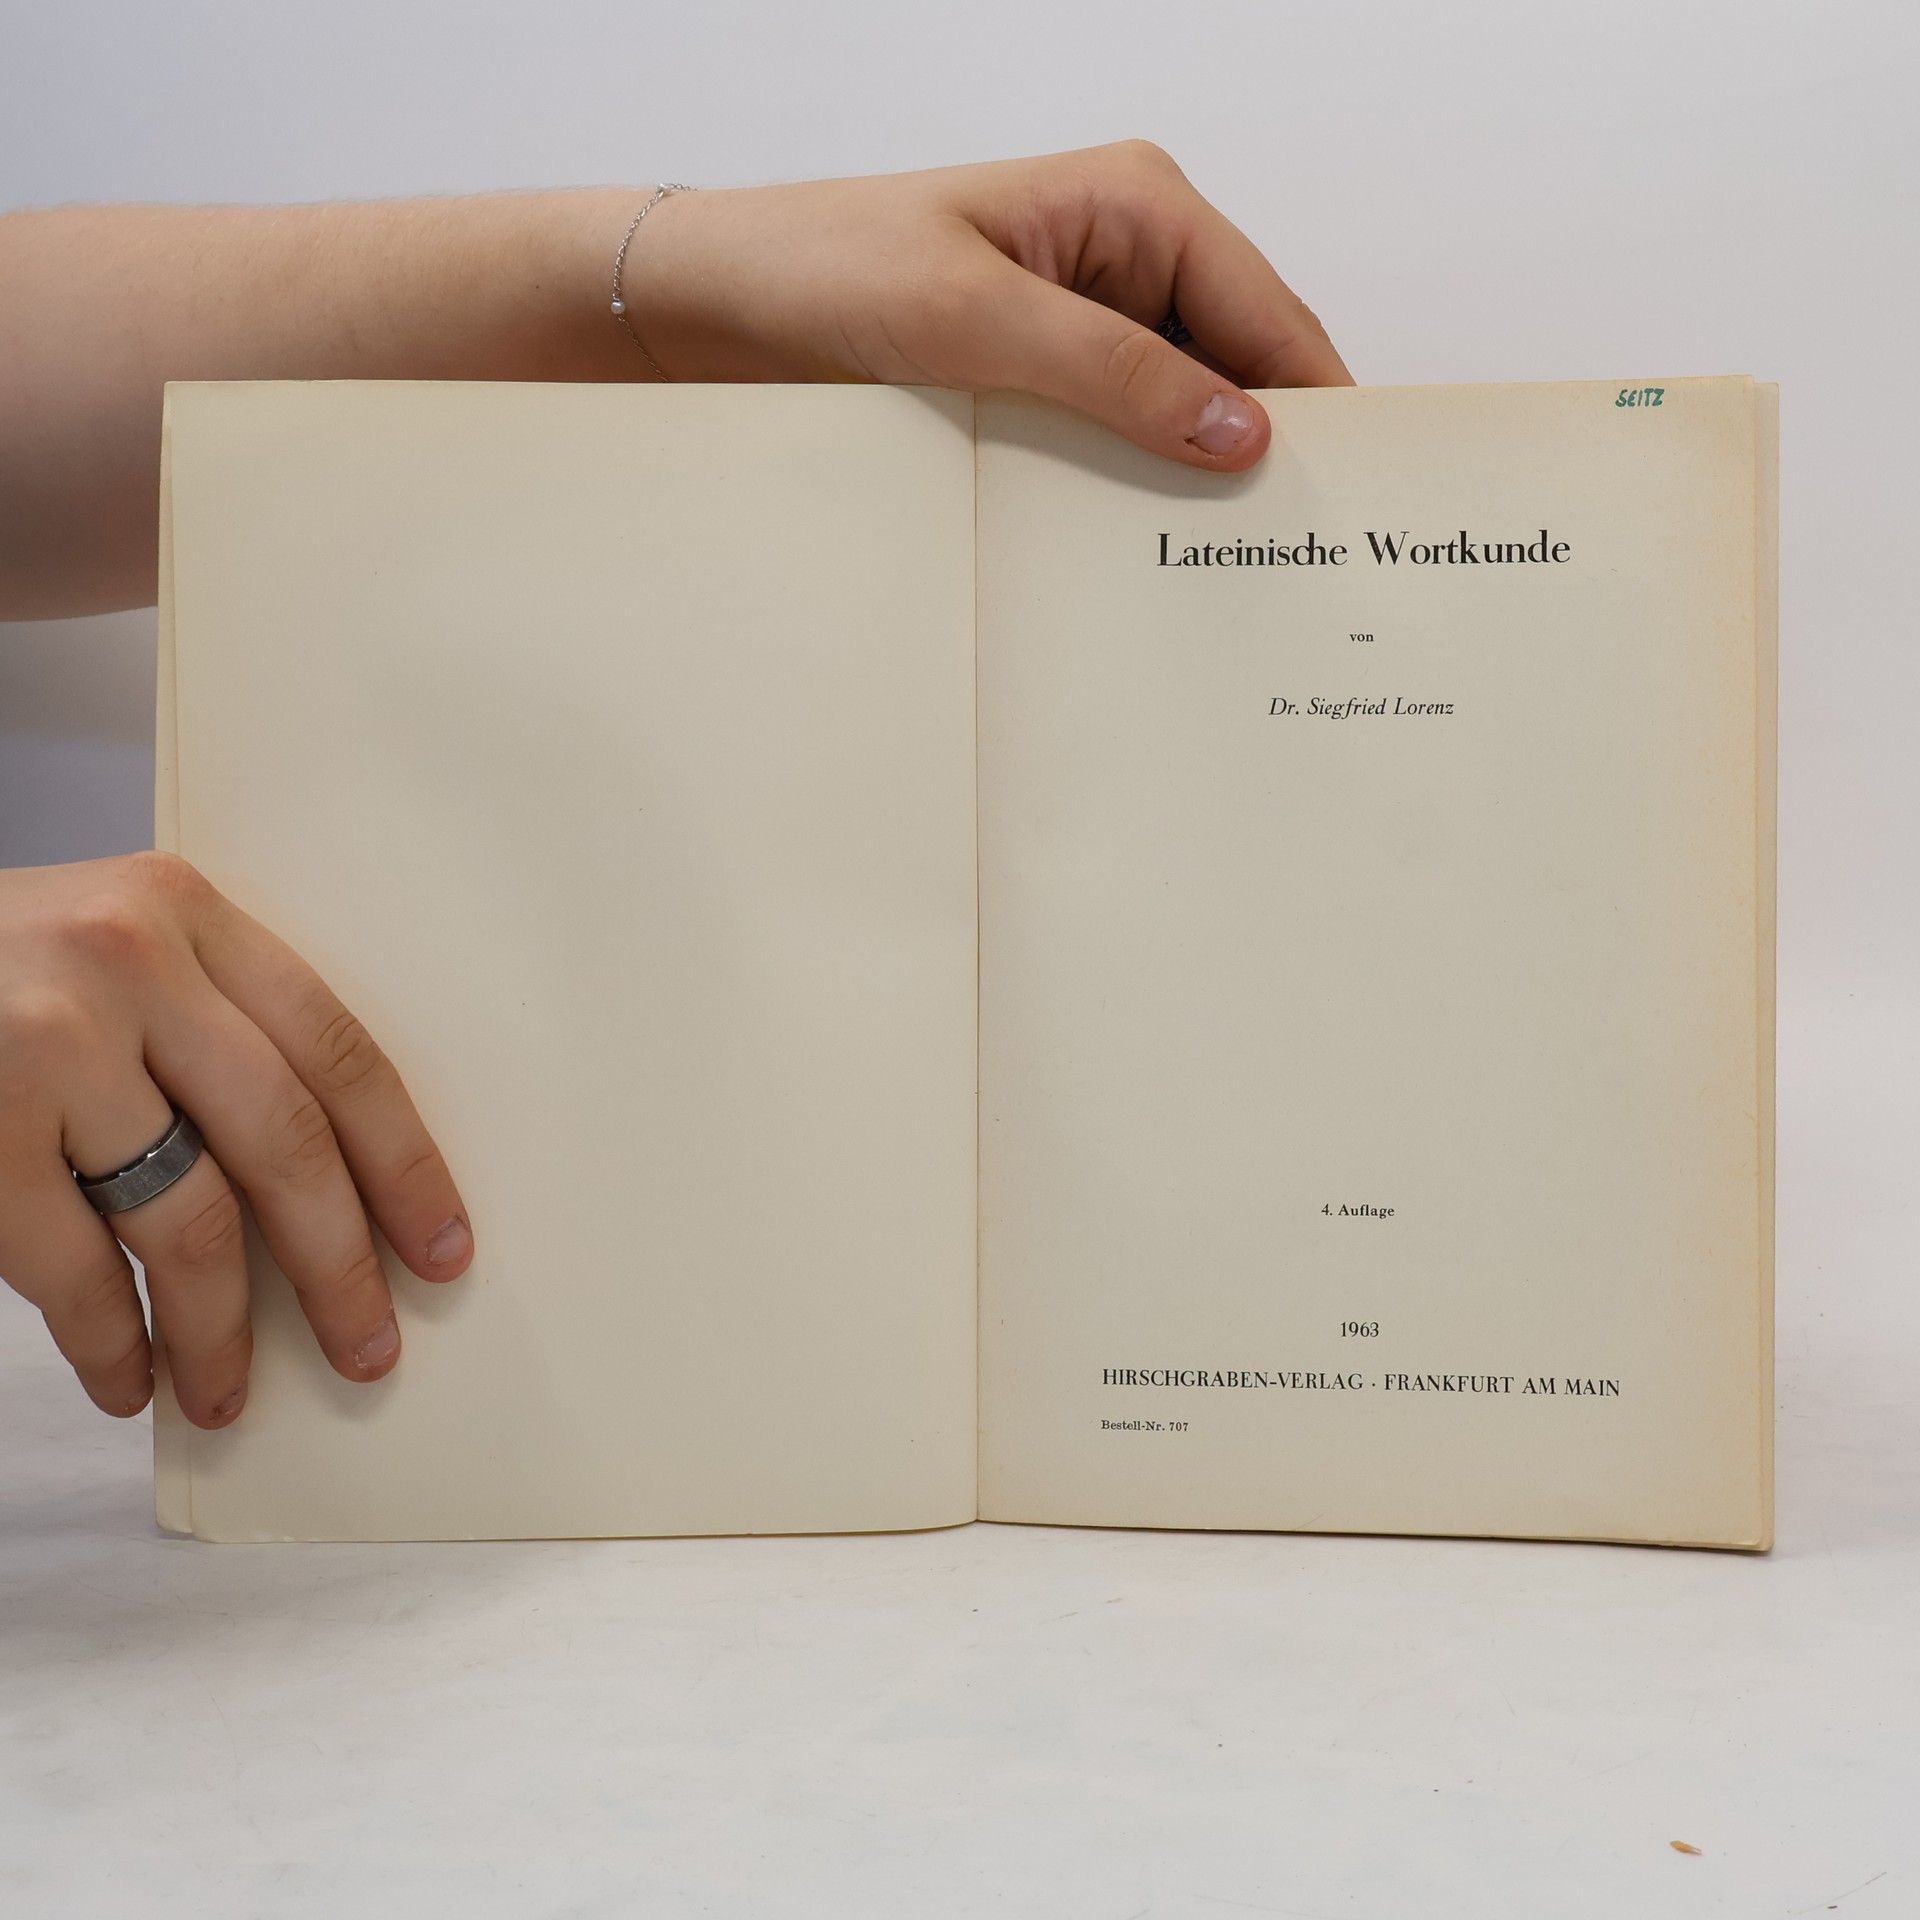 SEITZ
Lateinische Wortkunde
von
Dr. Siegfried Lorenz
4. Auflage
1963
HIRSCHGRABEN-VERLAG · FRANKFURT AM MAIN
Bestell-Nr. 707